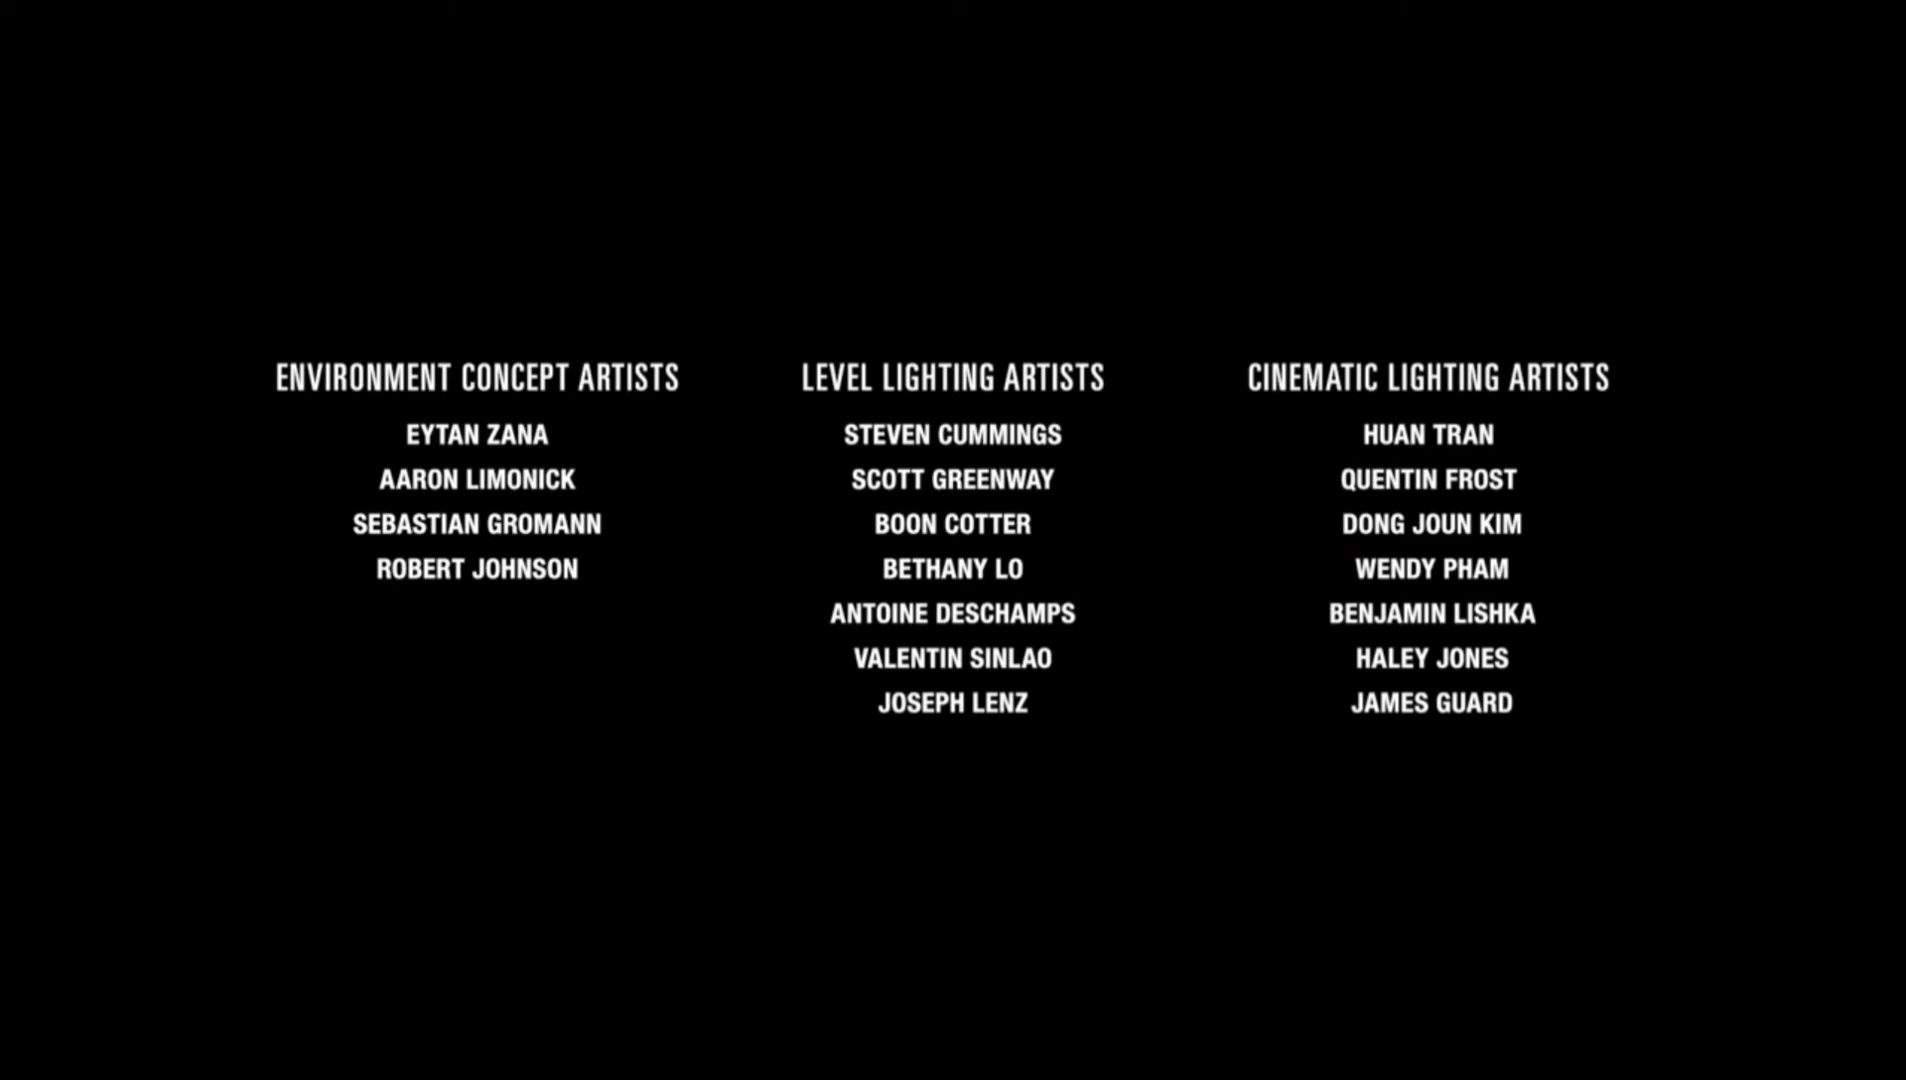 ENVIRONMENT CONCEPT ARTISTS
EYTAN ZANA
AARON LIMONICK
SEBASTIAN GROMANN
ROBERT JOHNSON
LEVEL LIGHTING ARTISTS
STEVEN CUMMINGS
SCOTT GREENWAY
BOON COTTER
BETHANY LO
ANTOINE DESCHAMPS
VALENTIN SINLAO
JOSEPH LENZ
CINEMATIC LIGHTING ARTISTS
HUAN TRAN
QUENTIN FROST
DONG JOUN KIM
WENDY PHAM
BENJAMIN LISHKA
HALEY JONES
JAMES GUARD